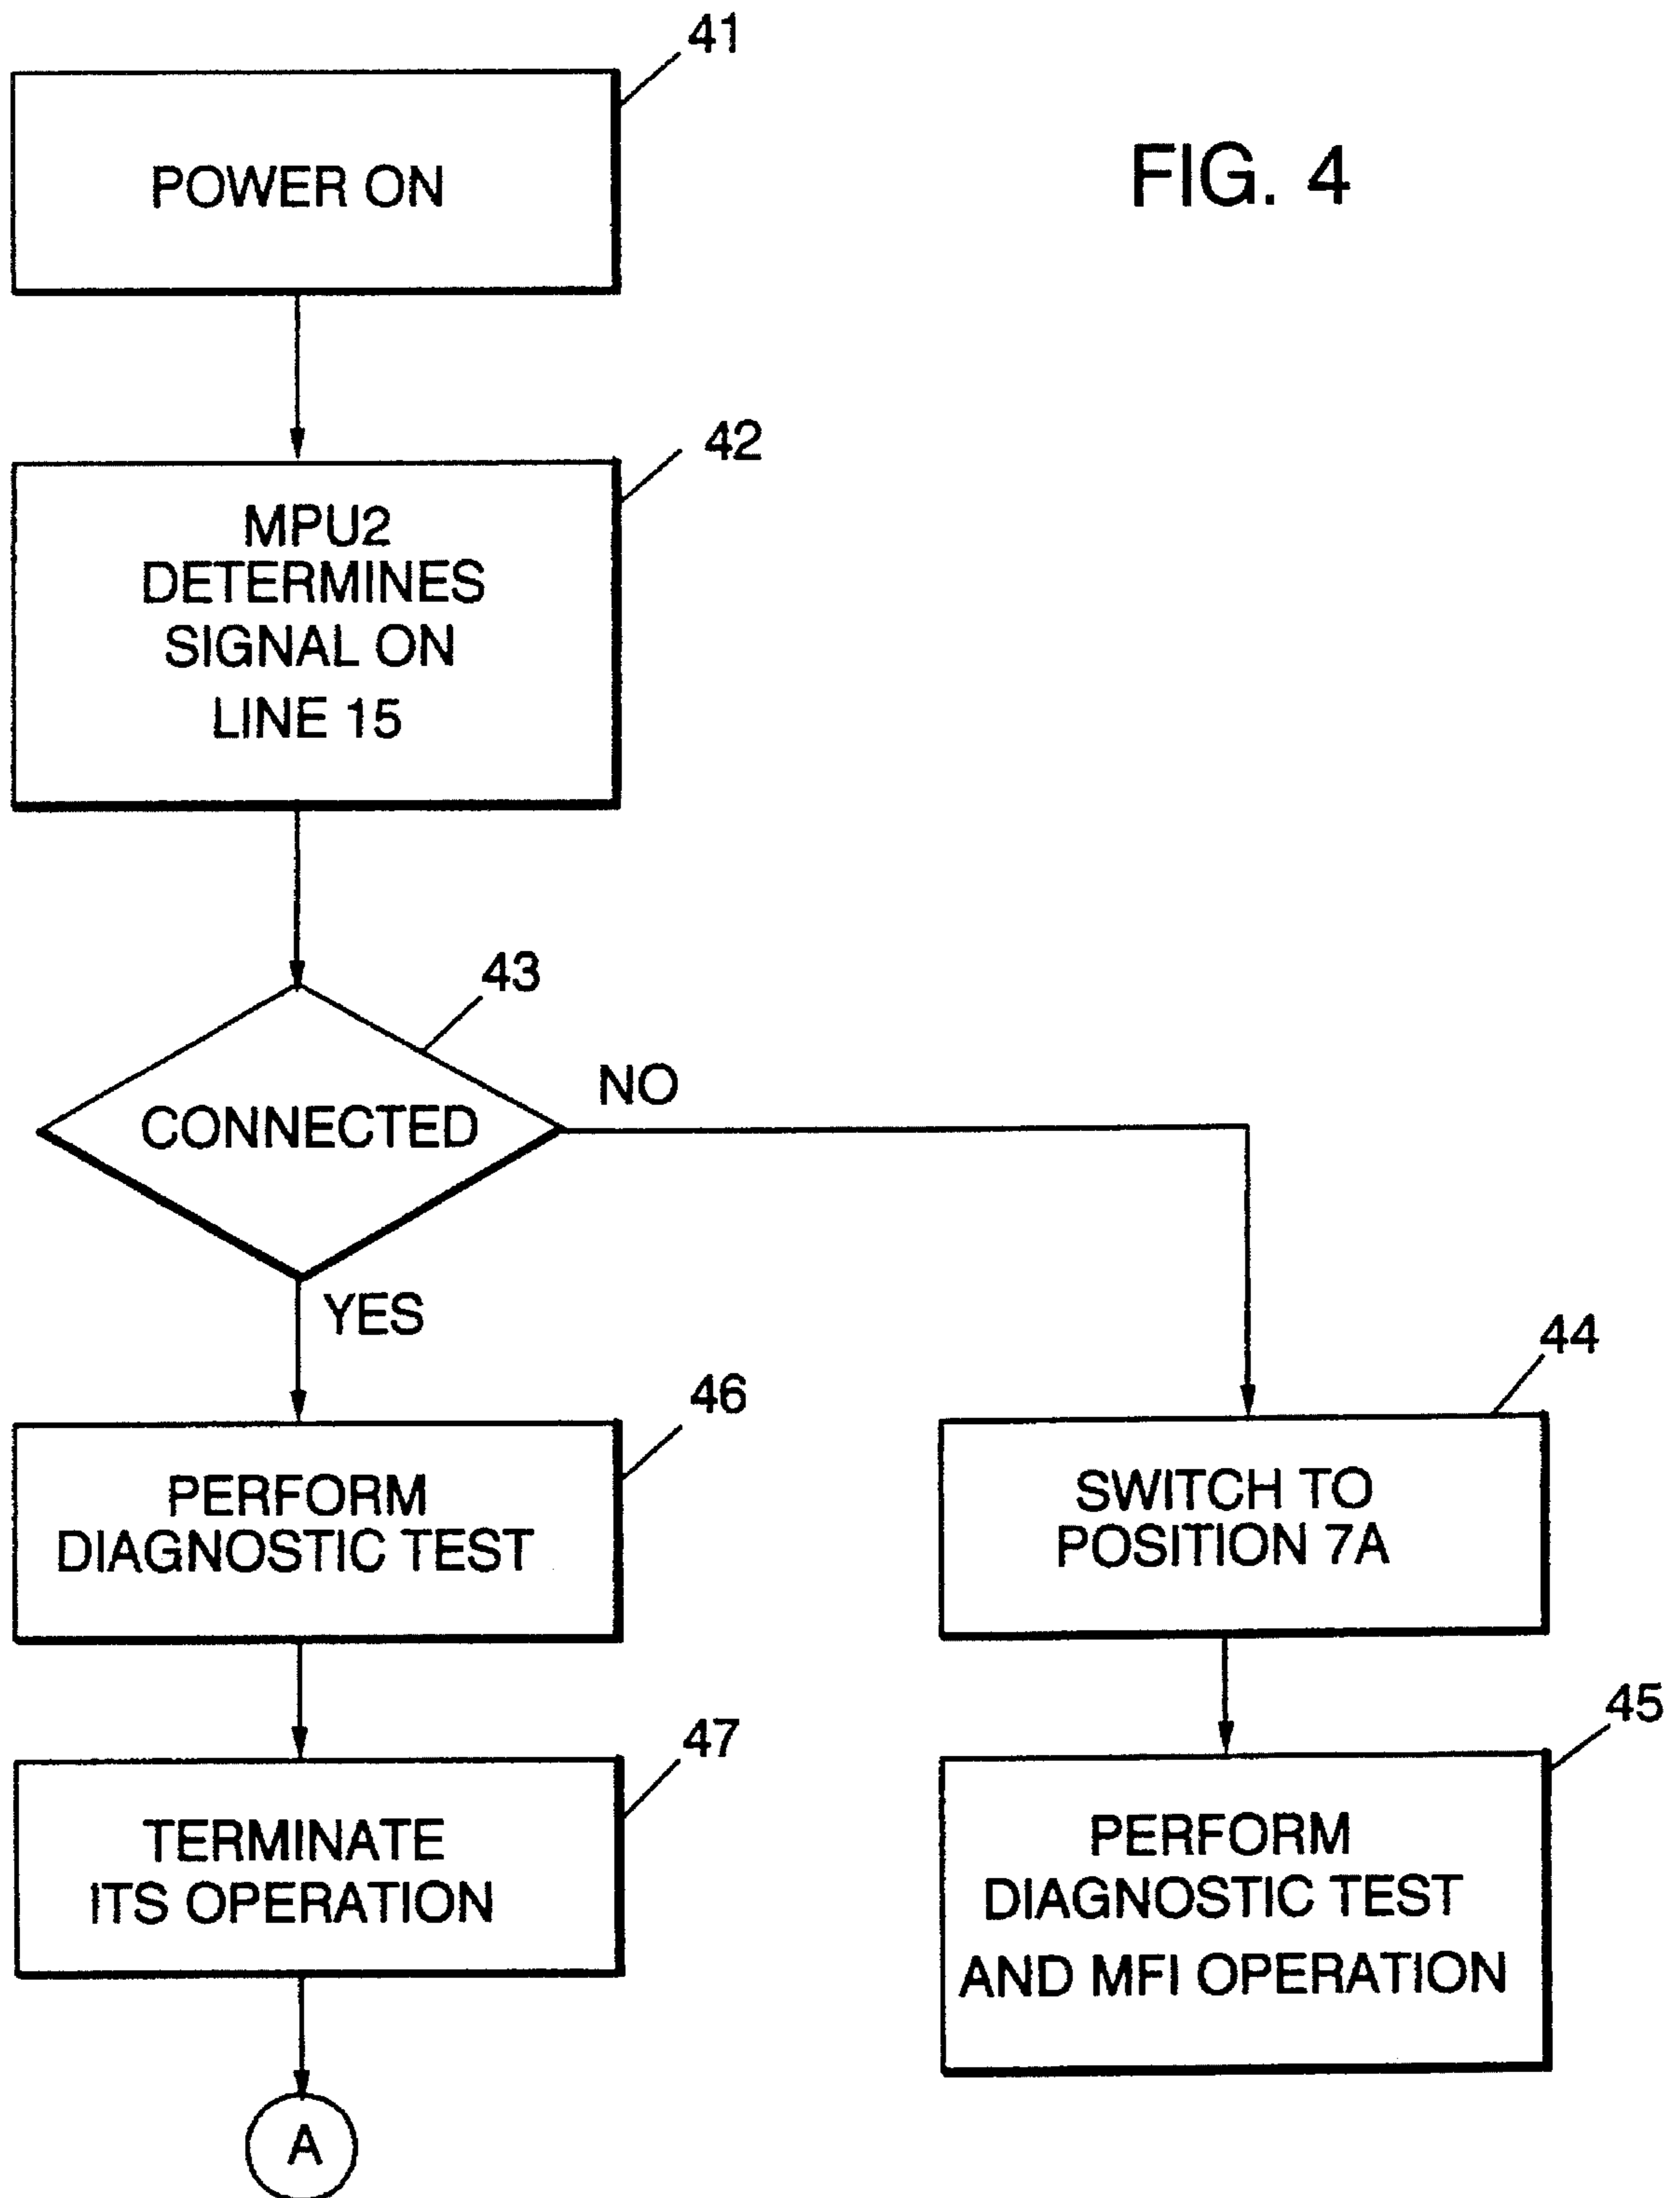 41
POWER ON
FIG. 4
42
MPU2
DETERMINES
SIGNAL ON
LINE 15
43
CONNECTED
NO
YES
46
PERFORM
DIAGNOSTIC TEST
44
SWITCH TO
POSITION 7A
47
TERMINATE
ITS OPERATION
45
PERFORM
DIAGNOSTIC TEST
AND MFI OPERATION
A